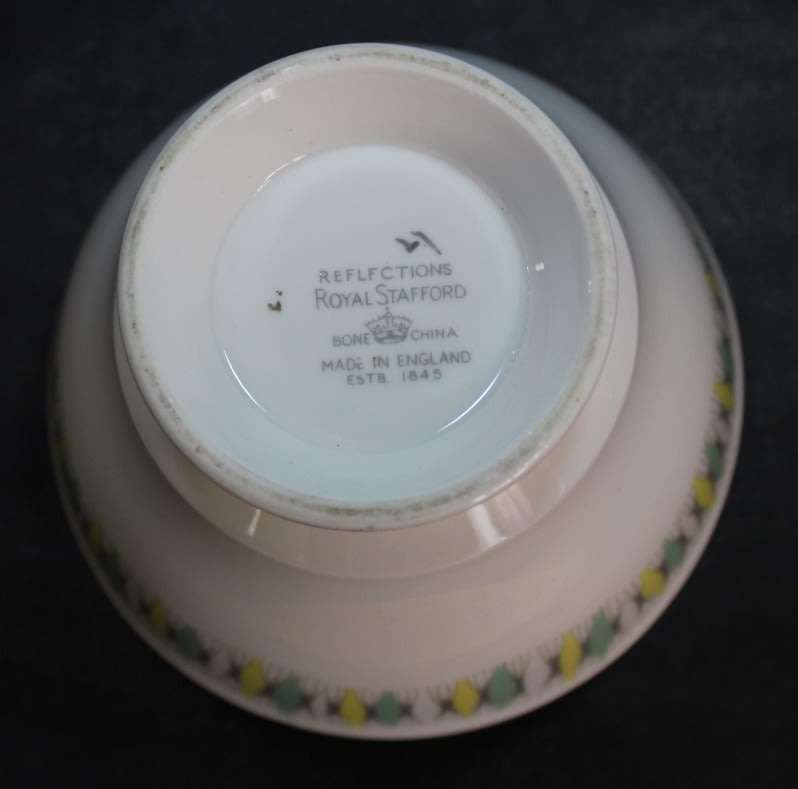 REFLECTIONS
ROYAL STAFFORD
BONE CHINA
MADE IN ENGLAND
ESTB. 1845